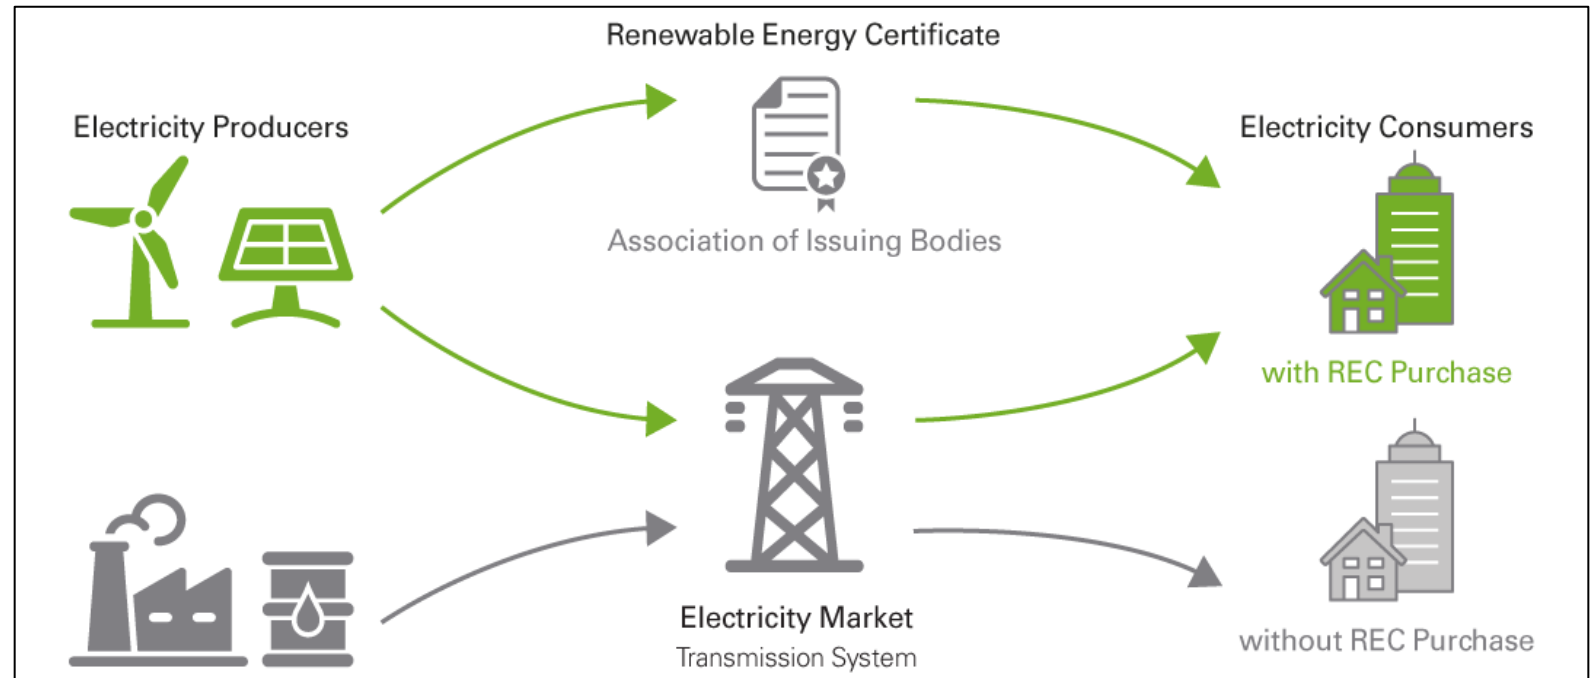 Renewable Energy Certificate
Electricity Producers
Electricity Consumers
Association of Issuing Bodies
with REC Purchase
Electricity Market
Transmission System
without REC Purchase